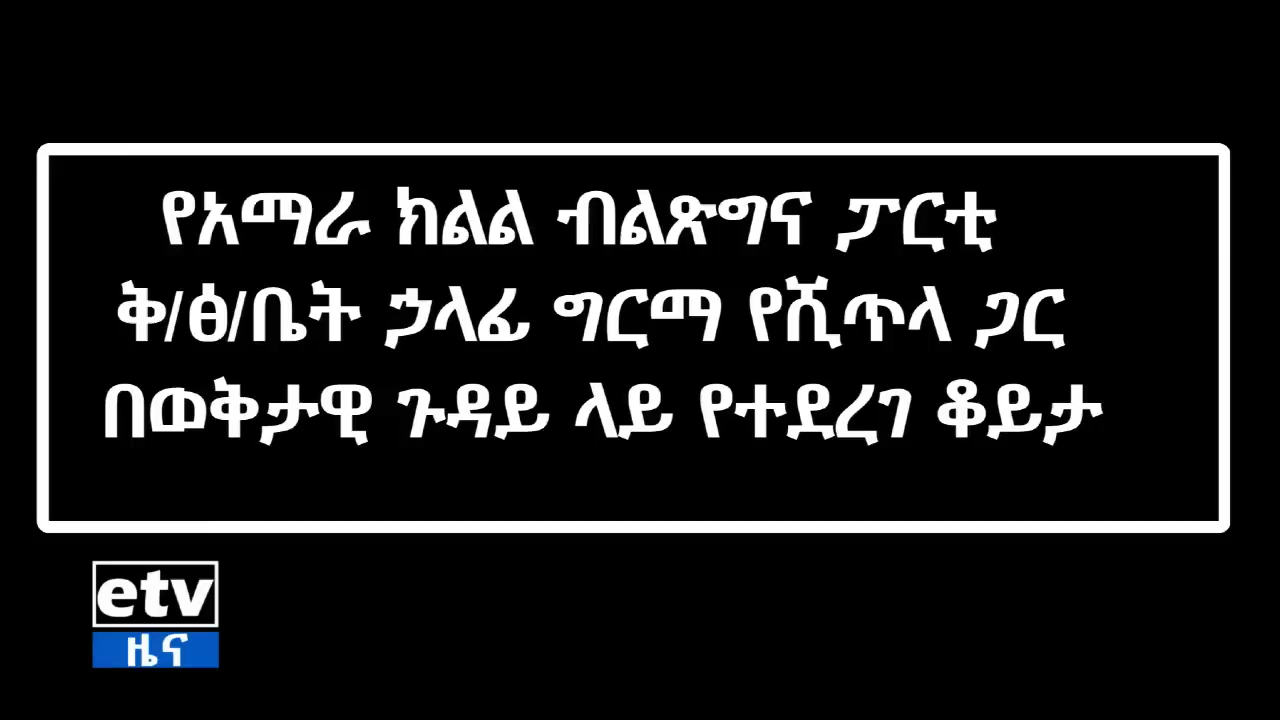 የአማራ ክልል ብልጽግና ፓርቲ
ቅ/ፅ/ቤት ኃላፊ ግርማ የሺጥላ ጋር
በወቅታዊ ጉዳይ ላይ የተደረገ ቆይታ
etv
ዜና